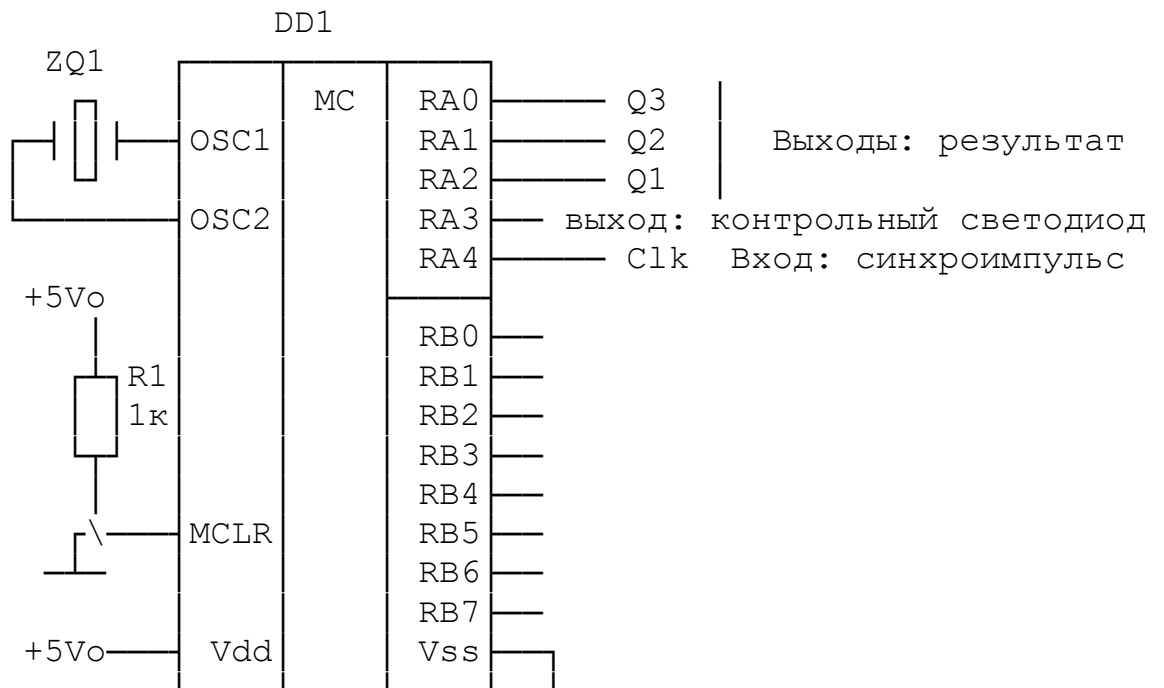 DD1
ZQ1
MC RA0 Q3
OSC1 RA1 Q2 Выходы: результат
RA2 Q1
OSC2 RA3 выход: контрольный светодиод
RA4 Clk Вход: синхроимпульс
+5Vo
RB0
R1 RB1
1к RB2
RB3
RB4
MCLR RB5
RB6
RB7
+5Vo Vdd Vss